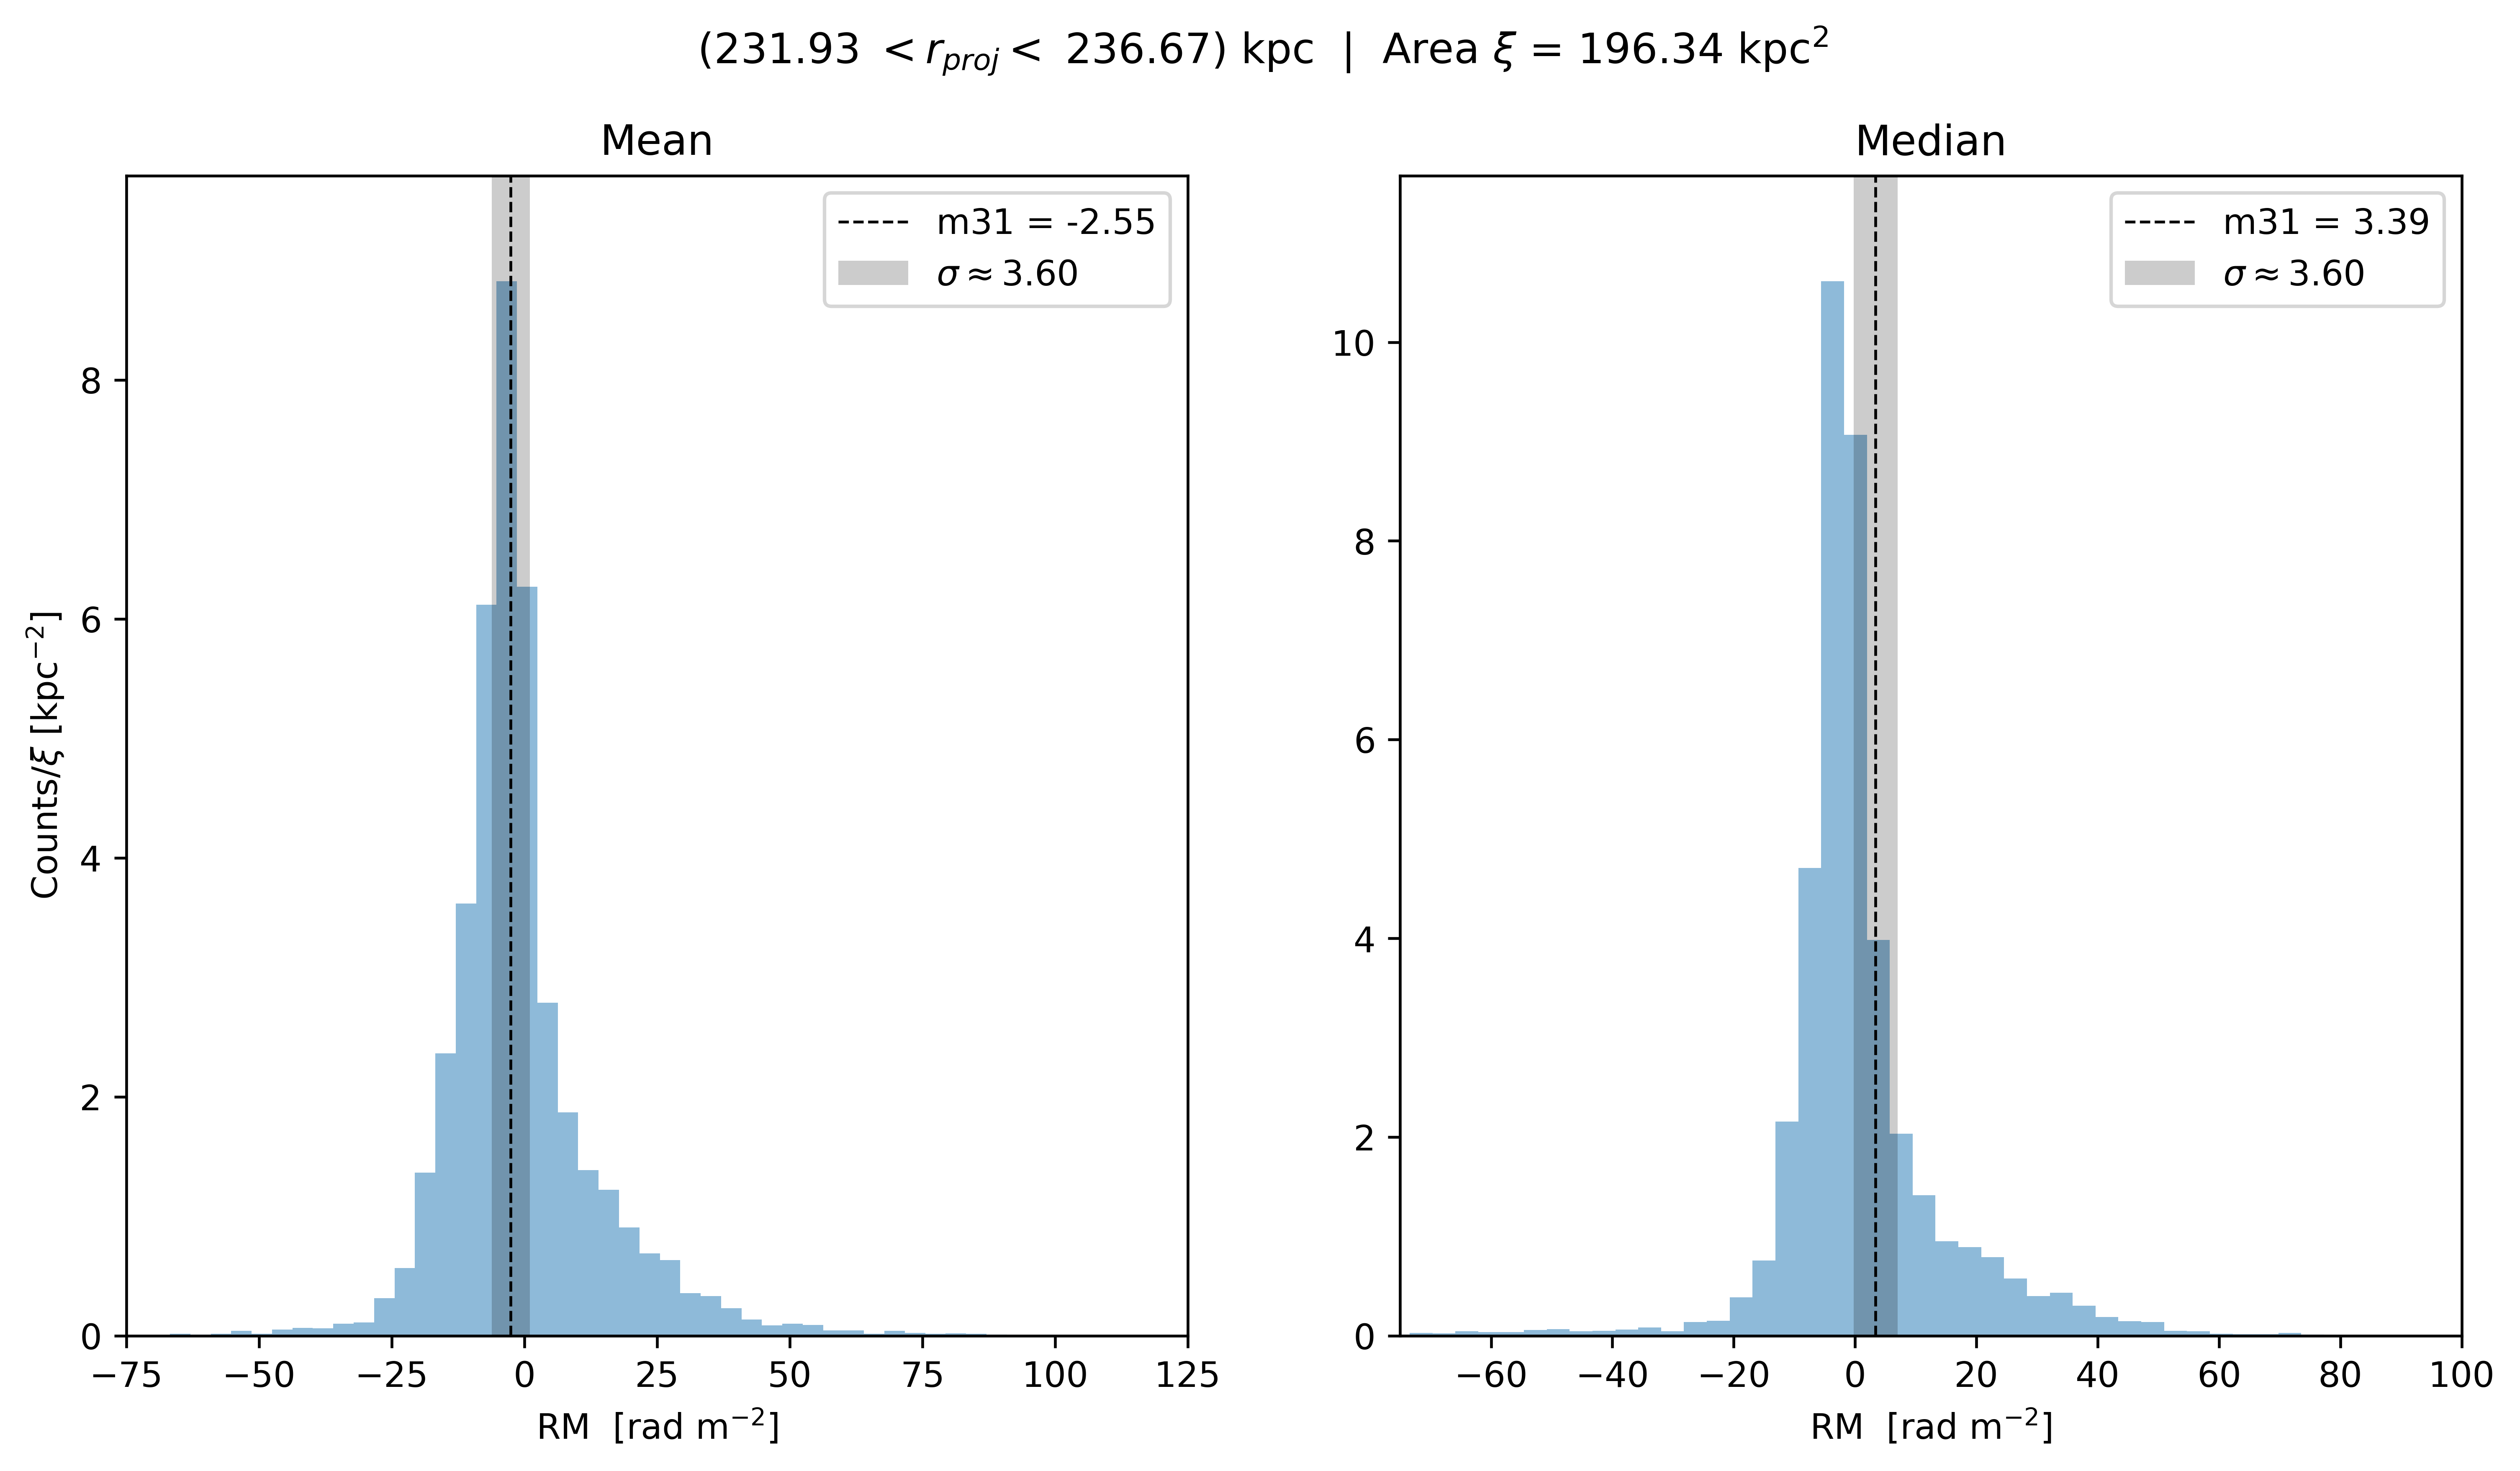 (231.93 < r_proj < 236.67) kpc | Area ξ = 196.34 kpc²
Mean
m31 = -2.55
σ ≈ 3.60
Counts/ξ [kpc⁻²]
8
6
4
2
0
−75 −50 −25 0 25 50 75 100 125
RM [rad m⁻²]
Median
m31 = 3.39
σ ≈ 3.60
10
8
6
4
2
0
−60 −40 −20 0 20 40 60 80 100
RM [rad m⁻²]